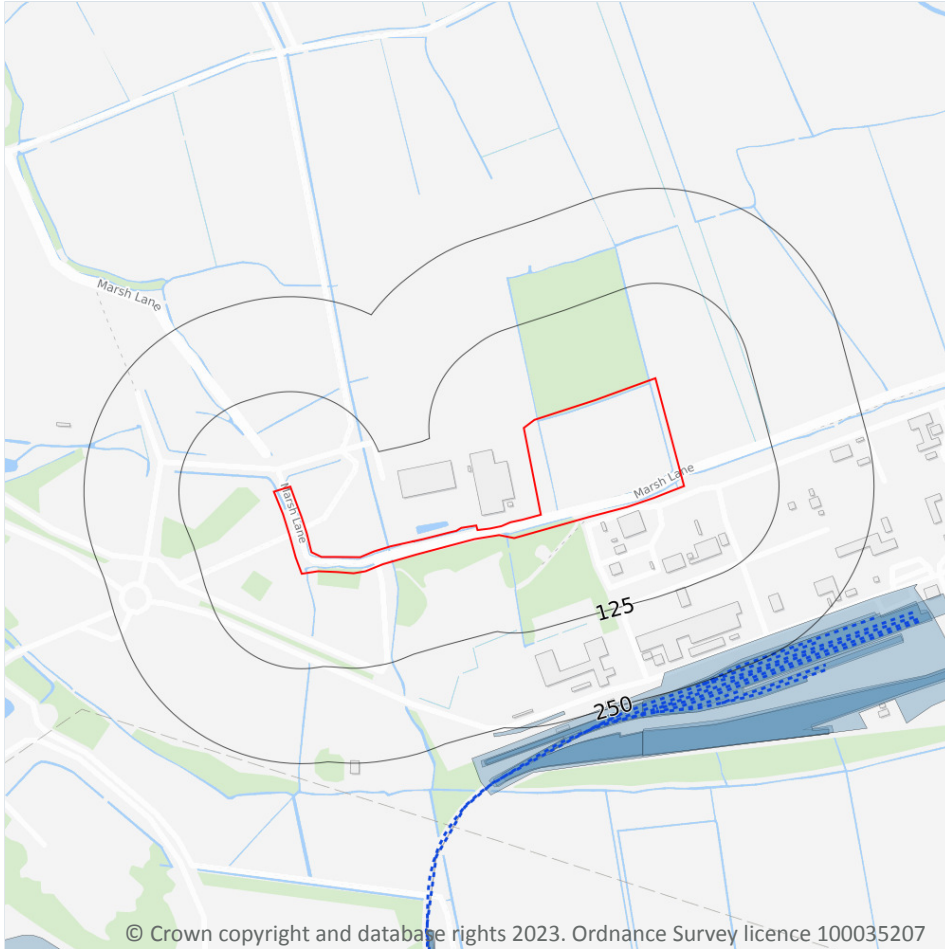 Marsh Lane
Marsh Lane
Marsh Lane
125
250
© Crown copyright and database rights 2023. Ordnance Survey licence 100035207